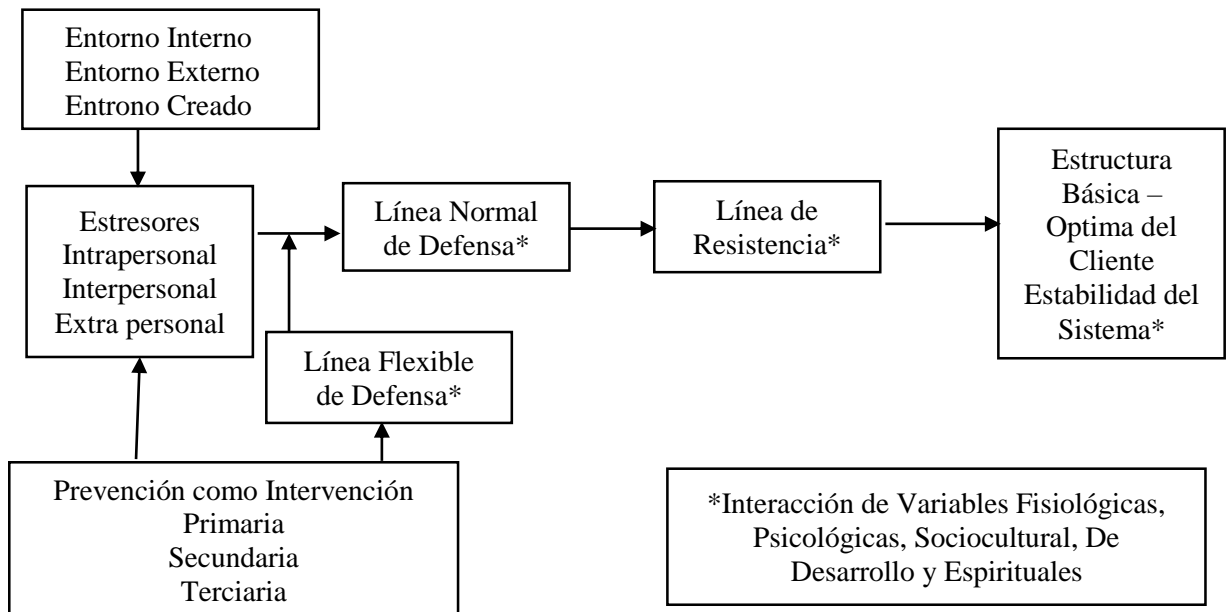 Entorno Interno
Entorno Externo
Entrono Creado
Estresores
Intrapersonal
Interpersonal
Extra personal
Línea Normal
de Defensa*
Línea de
Resistencia*
Estructura
Básica –
Optima del
Cliente
Estabilidad del
Sistema*
Línea Flexible
de Defensa*
Prevención como Intervención
Primaria
Secundaria
Terciaria
*Interacción de Variables Fisiológicas,
Psicológicas, Sociocultural, De
Desarrollo y Espirituales